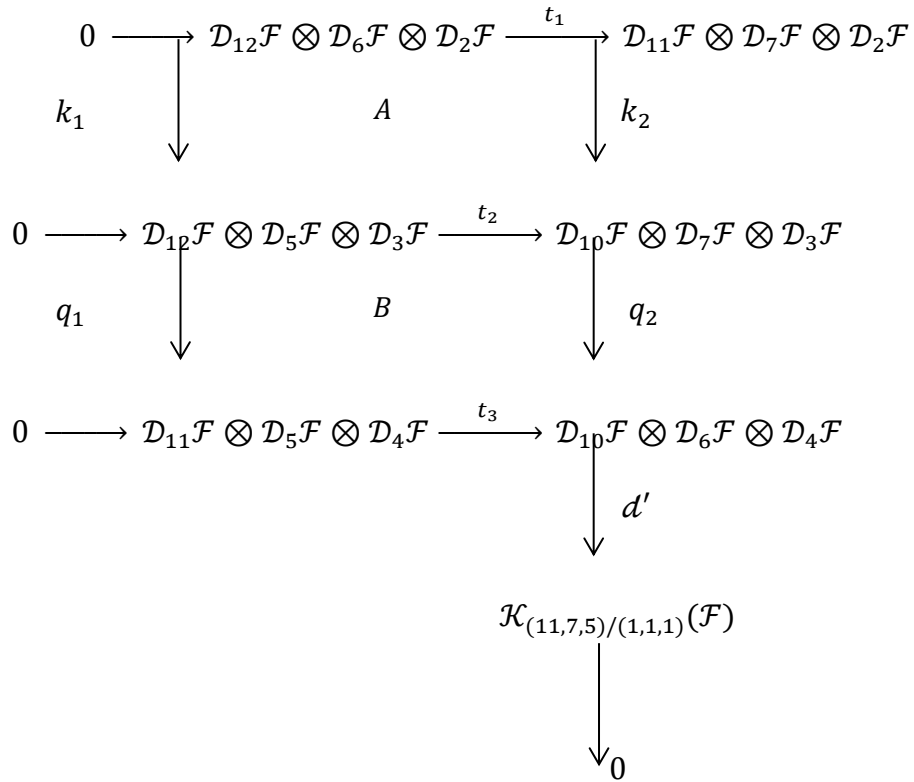 0 ⟶ 𝒟₁₂ℱ ⊗ 𝒟₆ℱ ⊗ 𝒟₂ℱ t₁ ⟶ 𝒟₁₁ℱ ⊗ 𝒟₇ℱ ⊗ 𝒟₂ℱ
k₁ A k₂
0 ⟶ 𝒟₁₂ℱ ⊗ 𝒟₅ℱ ⊗ 𝒟₃ℱ t₂ ⟶ 𝒟₁₀ℱ ⊗ 𝒟₇ℱ ⊗ 𝒟₃ℱ
q₁ B q₂
0 ⟶ 𝒟₁₁ℱ ⊗ 𝒟₅ℱ ⊗ 𝒟₄ℱ t₃ ⟶ 𝒟₁₀ℱ ⊗ 𝒟₆ℱ ⊗ 𝒟₄ℱ
d′
𝒦₍₁₁,₇,₅₎/₍₁,₁,₁₎(ℱ)
0